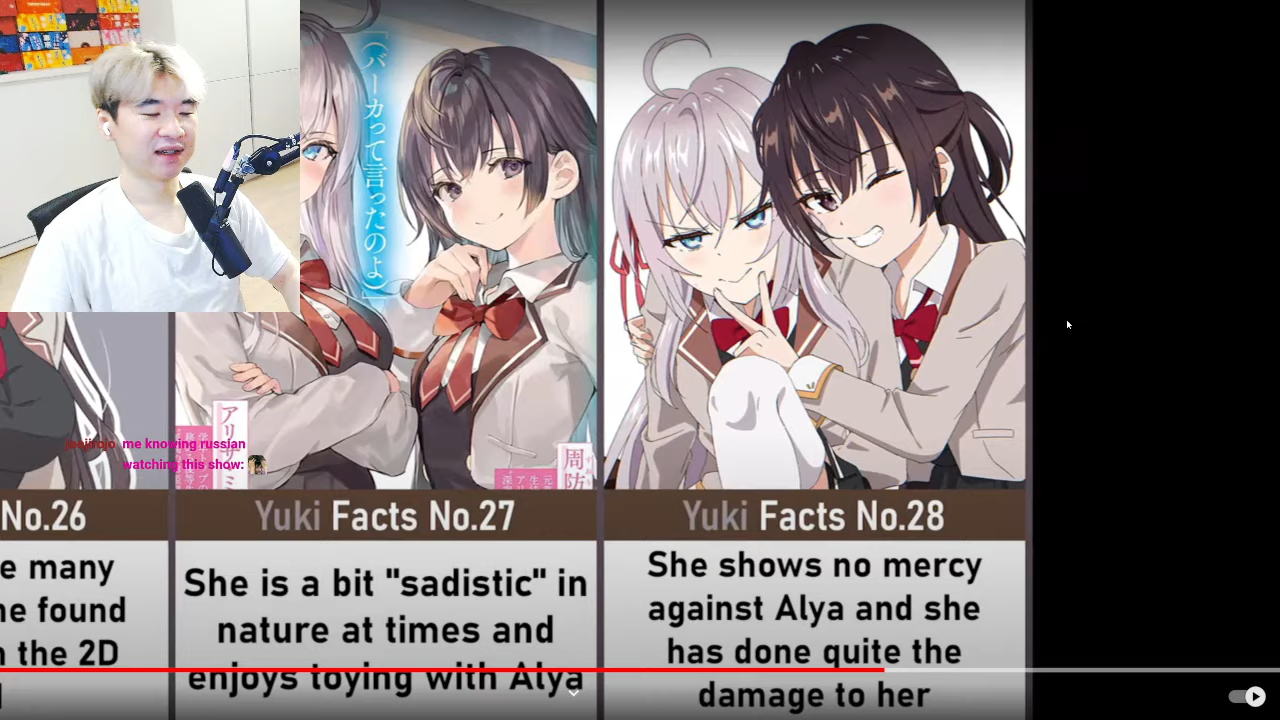 「(バーカって言ったのよ)」
me knowing russian
watching this show:
アリサ
周防
No.26
e many
ne found
n the 2D
Yuki Facts No.27
She is a bit "sadistic" in
nature at times and
enjoys toying with Alya
Yuki Facts No.28
She shows no mercy
against Alya and she
has done quite the
damage to her